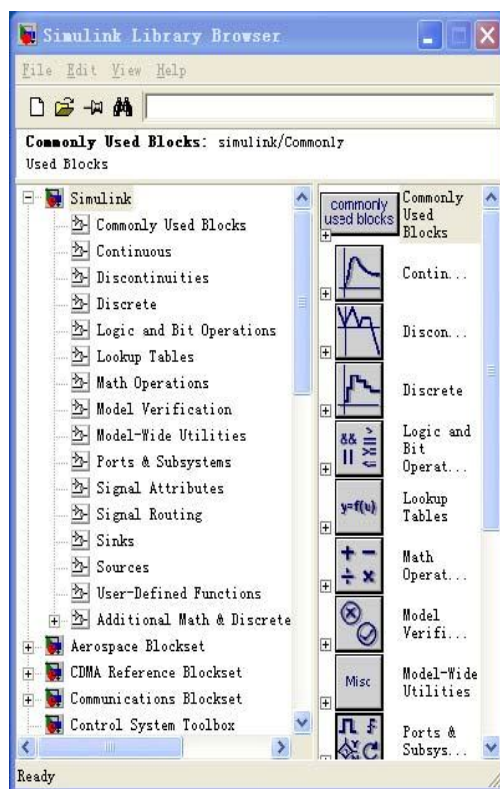 Simulink Library Browser
File Edit View Help
Commonly Used Blocks: simulink/Commonly
Used Blocks
Simulink
Commonly Used Blocks
Continuous
Discontinuities
Discrete
Logic and Bit Operations
Lookup Tables
Math Operations
Model Verification
Model-Wide Utilities
Ports & Subsystems
Signal Attributes
Signal Routing
Sinks
Sources
User-Defined Functions
Additional Math & Discrete
Aerospace Blockset
CDMA Reference Blockset
Communications Blockset
Control System Toolbox
commonly
used blocks
Commonly
Used
Blocks
Contin...
Discon...
Discrete
&& > || >= <=
Logic and
Bit
Operat...
y=f(u)
Lookup
Tables
+ − ÷ ×
Math
Operat...
Model
Verifi...
Misc
Model-Wide
Utilities
Ports &
Subsys...
Ready